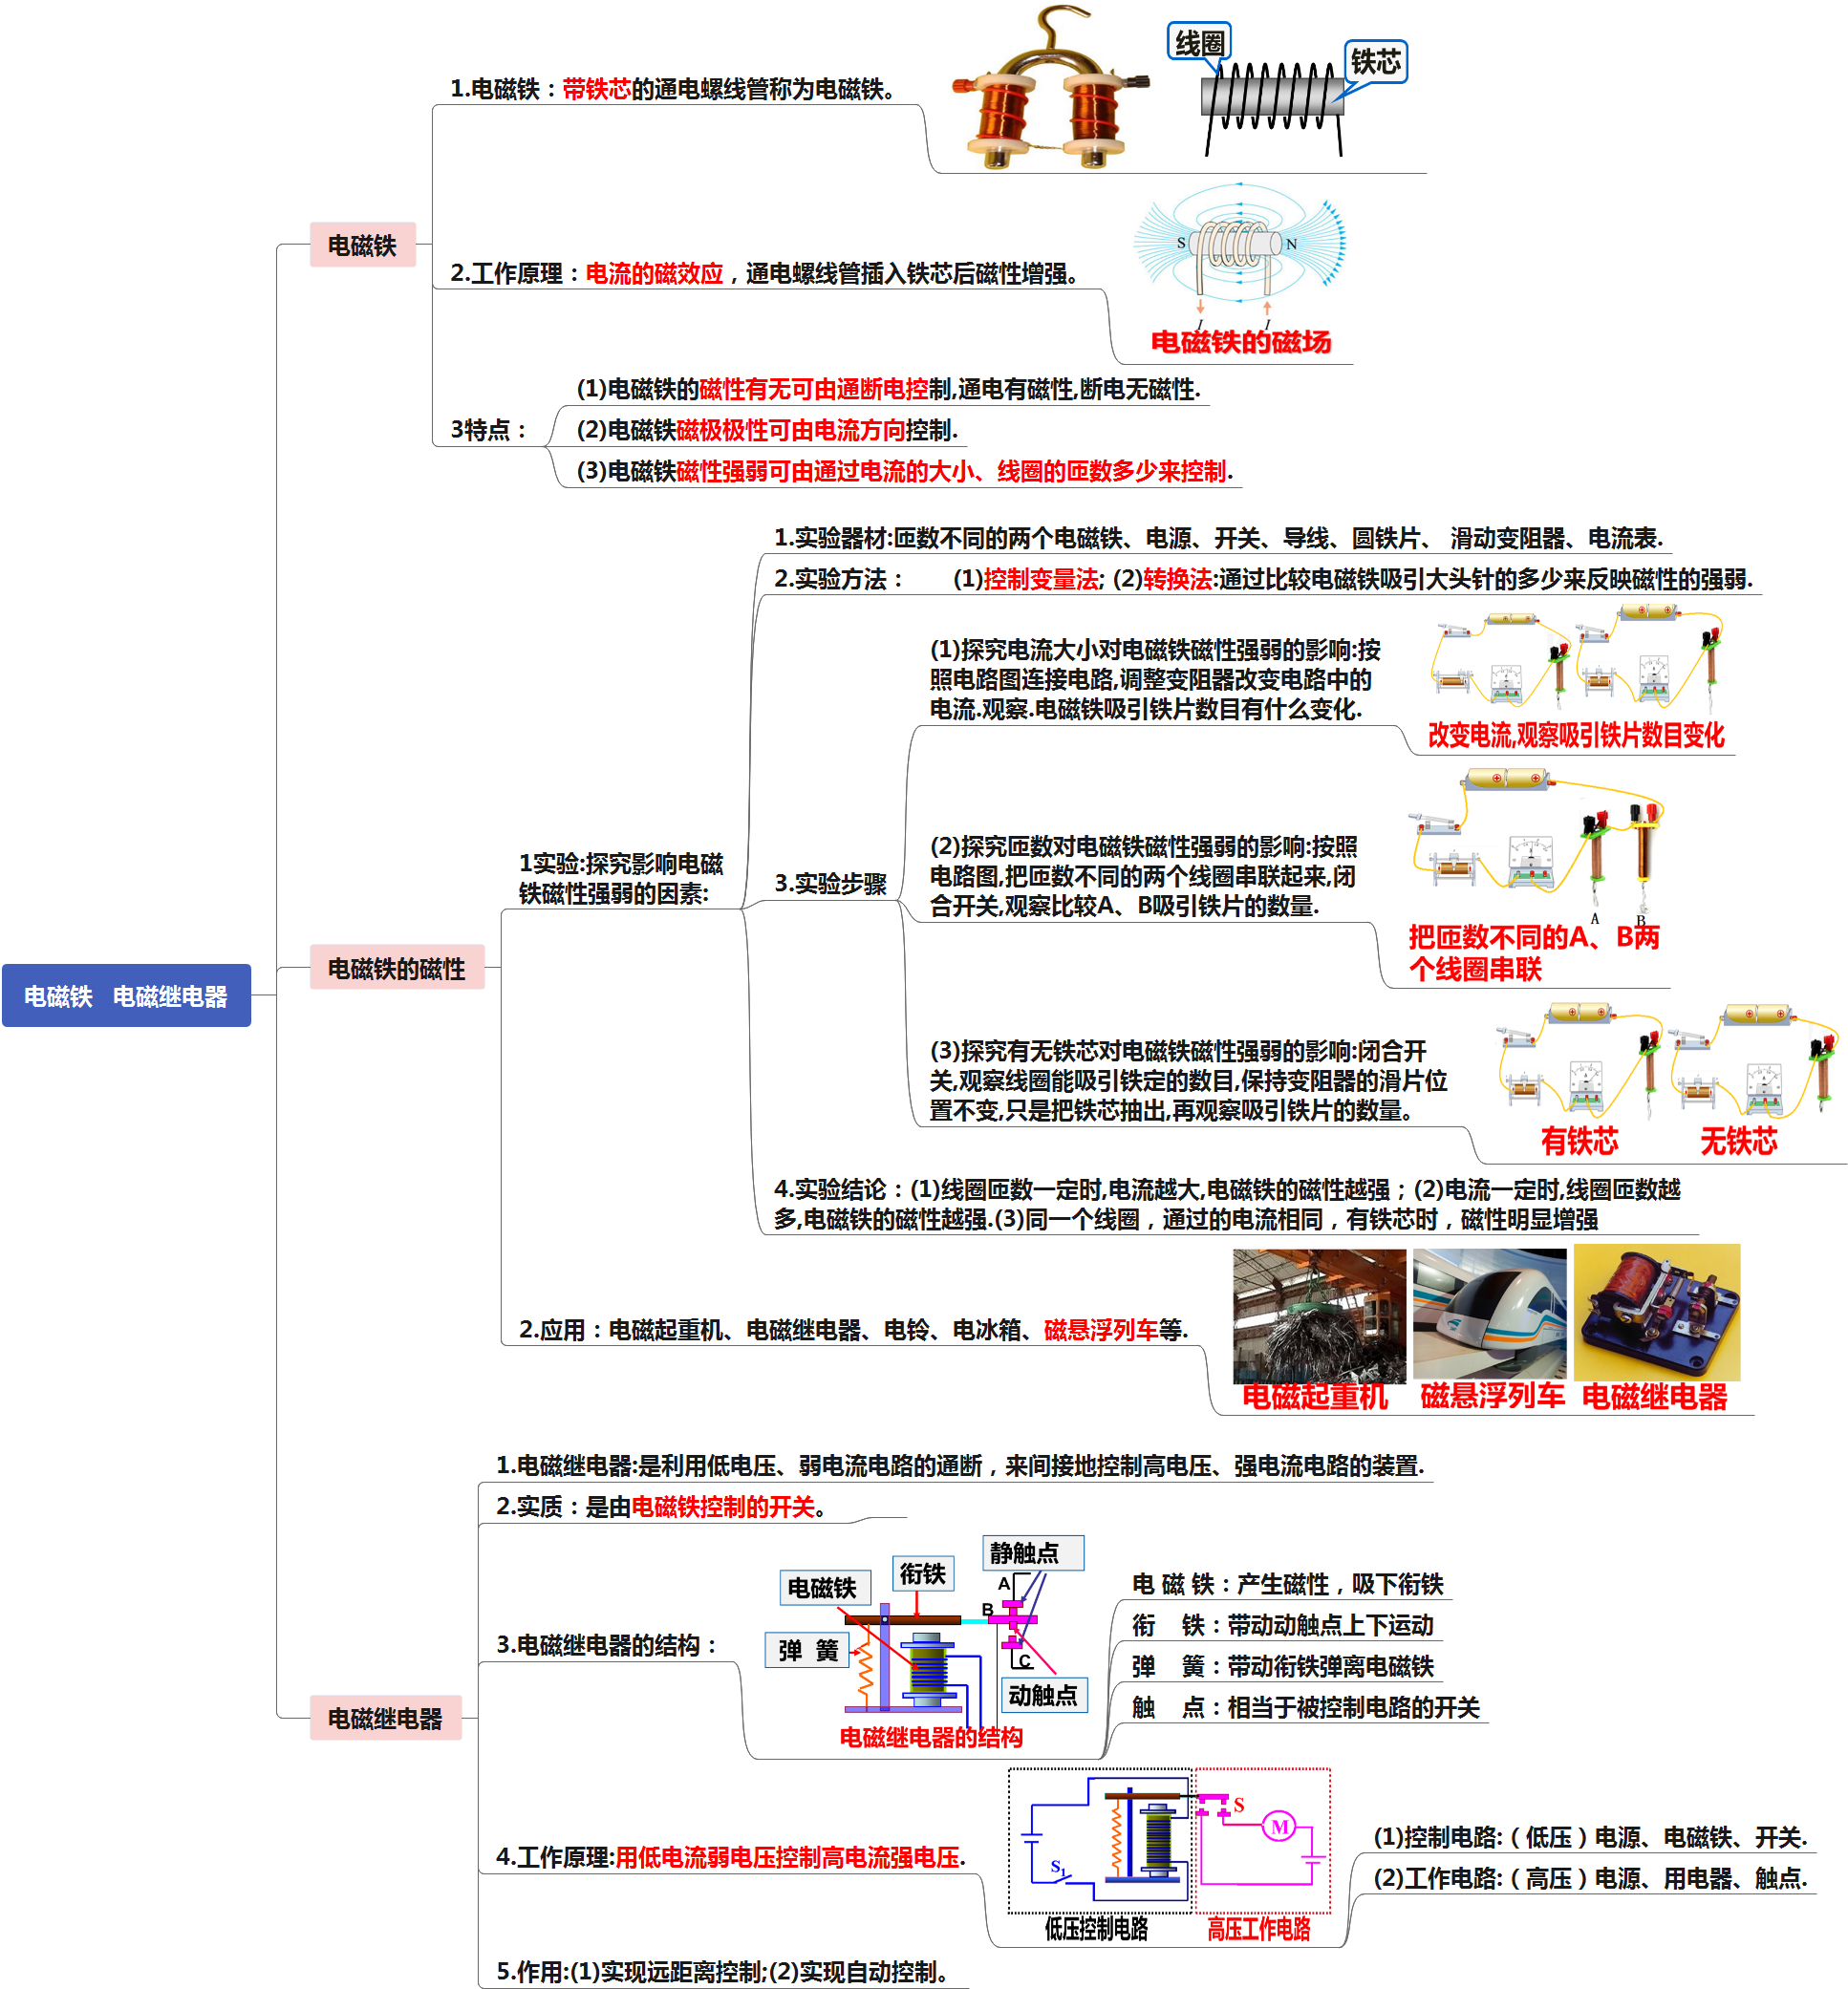 电磁铁 电磁继电器
电磁铁
1.电磁铁：带铁芯的通电螺线管称为电磁铁。
线圈
铁芯
2.工作原理：电流的磁效应，通电螺线管插入铁芯后磁性增强。
S
N
I
I
电磁铁的磁场
3特点：
(1)电磁铁的磁性有无可由通断电控制,通电有磁性,断电无磁性.
(2)电磁铁磁极极性可由电流方向控制.
(3)电磁铁磁性强弱可由通过电流的大小、线圈的匝数多少来控制.
电磁铁的磁性
1实验:探究影响电磁
铁磁性强弱的因素:
1.实验器材:匝数不同的两个电磁铁、电源、开关、导线、圆铁片、 滑动变阻器、电流表.
2.实验方法： (1)控制变量法; (2)转换法:通过比较电磁铁吸引大头针的多少来反映磁性的强弱.
3.实验步骤
(1)探究电流大小对电磁铁磁性强弱的影响:按
照电路图连接电路,调整变阻器改变电路中的
电流.观察.电磁铁吸引铁片数目有什么变化.
改变电流,观察吸引铁片数目变化
(2)探究匝数对电磁铁磁性强弱的影响:按照
电路图,把匝数不同的两个线圈串联起来,闭
合开关,观察比较A、B吸引铁片的数量.
A
B
把匝数不同的A、B两
个线圈串联
(3)探究有无铁芯对电磁铁磁性强弱的影响:闭合开
关,观察线圈能吸引铁定的数目,保持变阻器的滑片位
置不变,只是把铁芯抽出,再观察吸引铁片的数量。
有铁芯
无铁芯
4.实验结论：(1)线圈匝数一定时,电流越大,电磁铁的磁性越强；(2)电流一定时,线圈匝数越
多,电磁铁的磁性越强.(3)同一个线圈，通过的电流相同，有铁芯时，磁性明显增强
2.应用：电磁起重机、电磁继电器、电铃、电冰箱、磁悬浮列车等.
电磁起重机
磁悬浮列车
电磁继电器
电磁继电器
1.电磁继电器:是利用低电压、弱电流电路的通断，来间接地控制高电压、强电流电路的装置.
2.实质：是由电磁铁控制的开关。
3.电磁继电器的结构：
电磁铁
衔铁
静触点
A
B
弹 簧
C
动触点
电磁继电器的结构
电 磁 铁：产生磁性，吸下衔铁
衔 铁：带动动触点上下运动
弹 簧：带动衔铁弹离电磁铁
触 点：相当于被控制电路的开关
4.工作原理:用低电流弱电压控制高电流强电压.
S
M
S1
低压控制电路
高压工作电路
(1)控制电路:（低压）电源、电磁铁、开关.
(2)工作电路:（高压）电源、用电器、触点.
5.作用:(1)实现远距离控制;(2)实现自动控制。